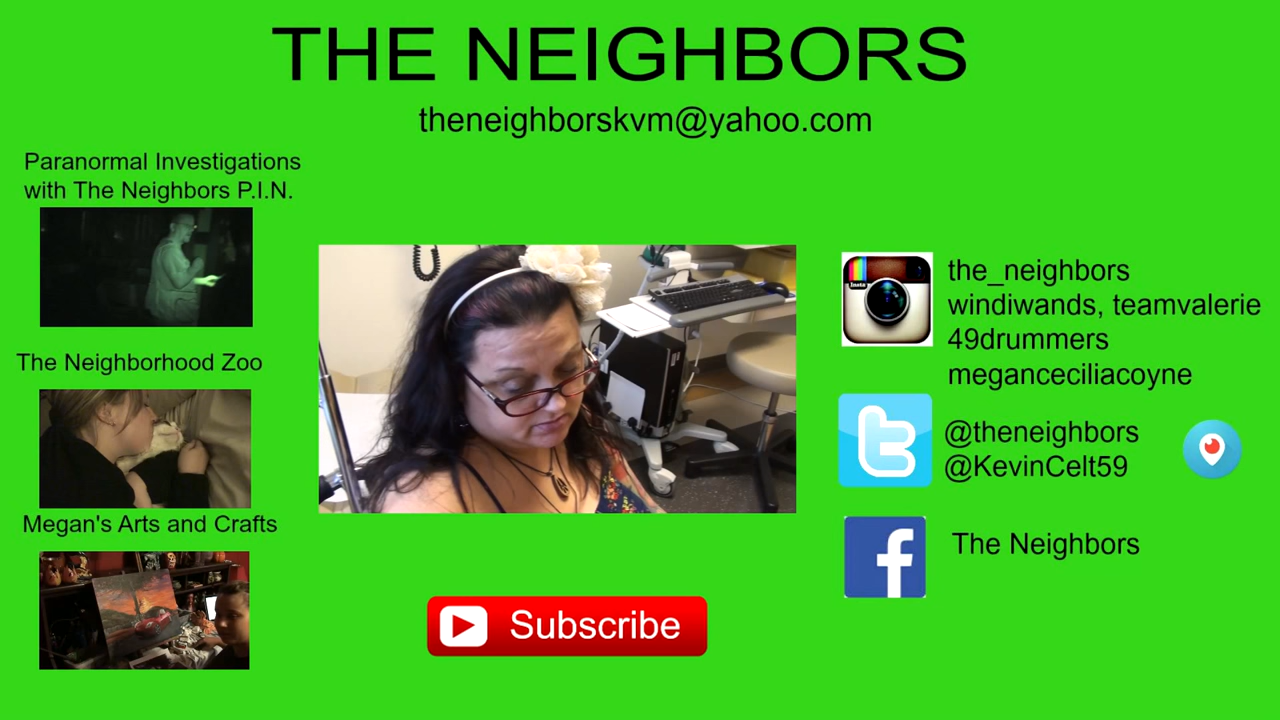 THE NEIGHBORS
theneighborskvm@yahoo.com
Paranormal Investigations
with The Neighbors P.I.N.
The Neighborhood Zoo
Megan's Arts and Crafts
Insta
the_neighbors
windiwands, teamvalerie
49drummers
meganceciliacoyne
@theneighbors
@KevinCelt59
The Neighbors
Subscribe